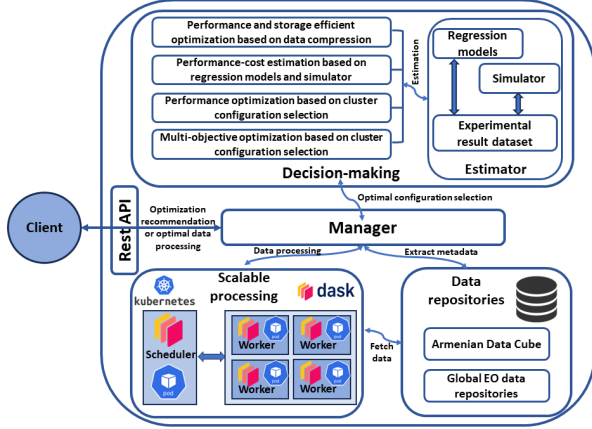 Performance and storage efficient
optimization based on data compression
Performance-cost estimation based on
regression models and simulator
Performance optimization based on cluster
configuration selection
Multi-objective optimization based on cluster
configuration selection
Decision-making
Estimation
Regression
models
Simulator
Experimental
result dataset
Estimator
Optimal configuration selection
Client
Rest API
Optimization
recommendation
or optimal data
processing
Manager
Data processing
Extract metadata
kubernetes
Scalable
processing
dask
Scheduler
pod
Worker
pod
Worker
pod
Worker
pod
Worker
pod
Fetch
data
Data
repositories
Armenian Data Cube
Global EO data
repositories